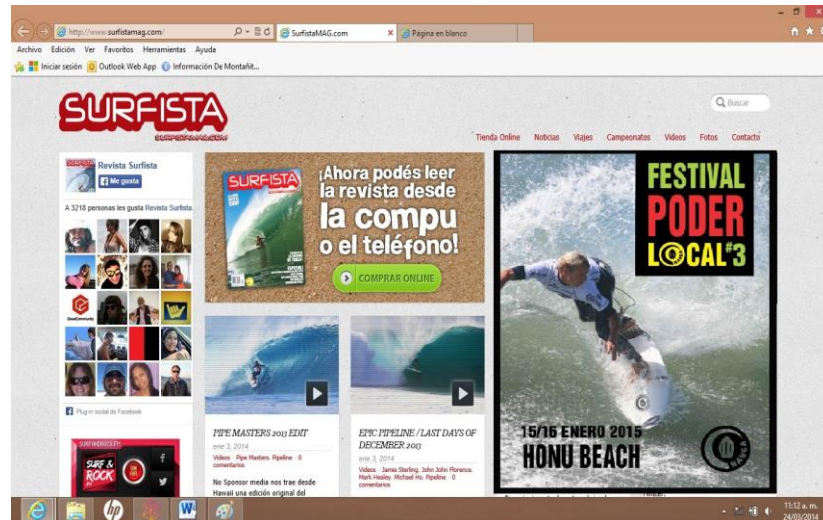 http://www.surfistamag.com/
SurfistaMAG.com
Página en blanco
Archivo Edición Ver Favoritos Herramientas Ayuda
Iniciar sesión Outlook Web App Información De Montañit...
SURFISTA
SURFISTAMAG.COM
Buscar
Tienda Online Noticias Viajes Campeonatos Videos Fotos Contacto
Revista Surfista
Me gusta
A 3218 personas les gusta Revista Surfista.
Plug-in social de Facebook
SURF &
ROCK
FM
SURFISTA
¡Ahora podés leer
la revista desde
la compu
o el teléfono!
COMPRAR ONLINE
PIPE MASTERS 2013 EDIT
ene 3, 2014
Videos · Pipe Masters, Pipeline · 0
comentarios
No Sponsor media nos trae desde
Hawaii una edición original del
EPIC PIPELINE / LAST DAYS OF
DECEMBER 2013
ene 3, 2014
Videos · Jamie Sterling, John John Florence,
Mark Healey, Michael Ho, Pipeline · 0
comentarios
FESTIVAL
PODER
L@CAL#3
15/16 ENERO 2015
HONU BEACH
Twitter.
11:12 a. m.
24/03/2014